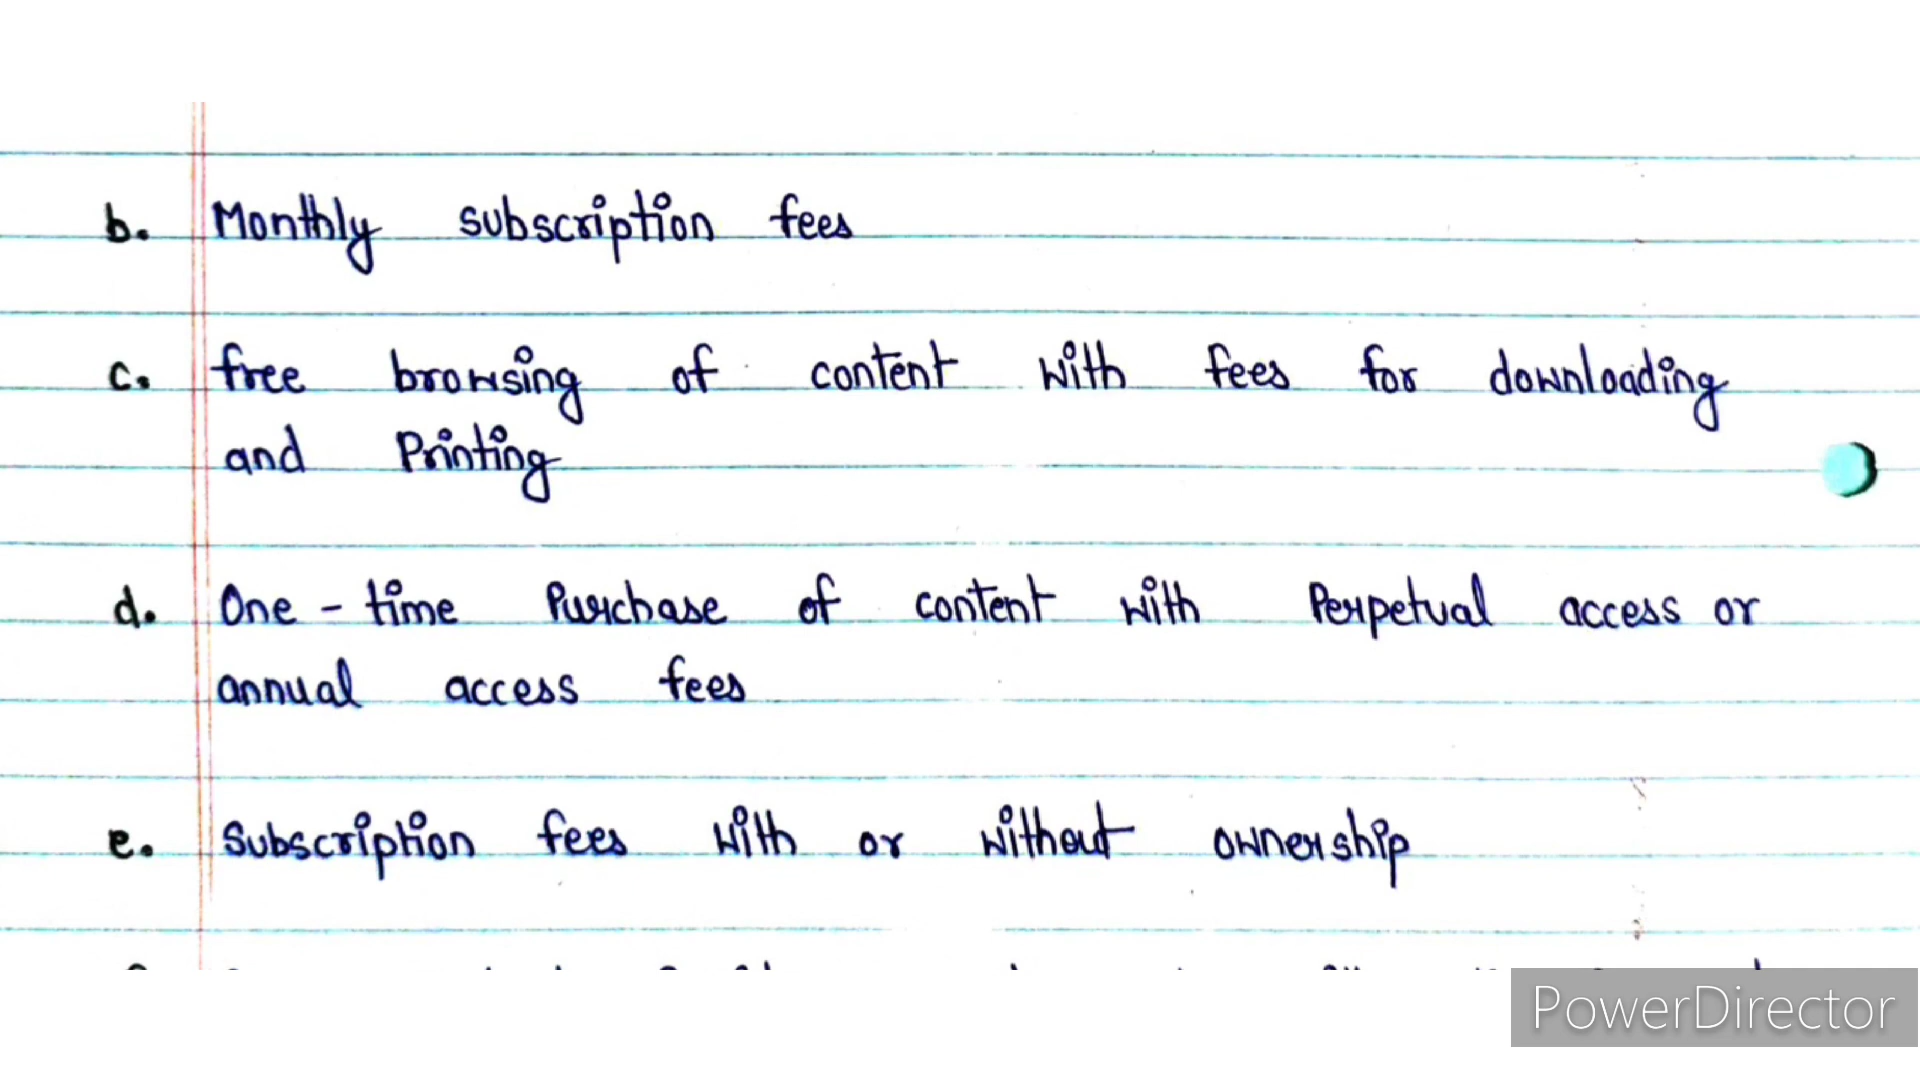 b. Monthly subscription fees
c. free browsing of content with fees for downloading
and Printing
d. One - time Purchase of content with Perpetual access or
annual access fees
e. Subscription fees with or without ownership
PowerDirector